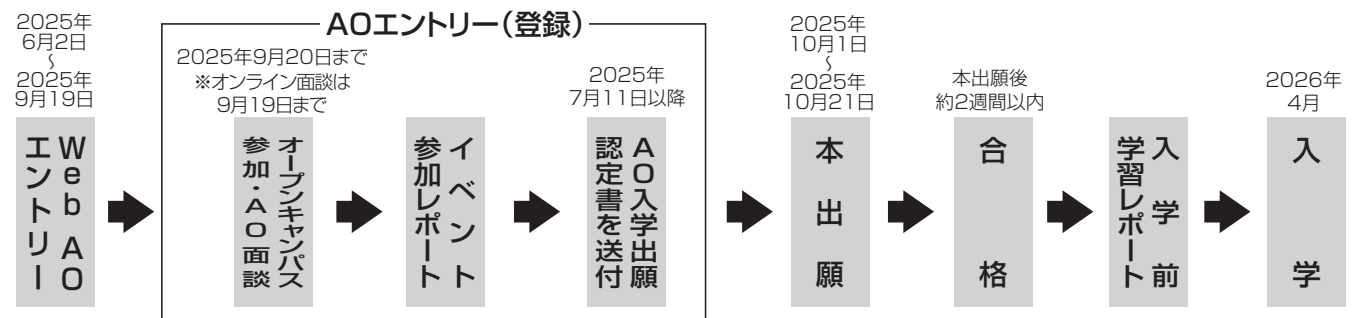 2025年
6月2日
〜
2025年
9月19日
Web AO
エントリー
AOエントリー(登録)
2025年9月20日まで
※オンライン面談は
9月19日まで
オープンキャンパス
参加・AO面談
イベント
参加レポート
2025年
7月11日以降
AO入学出願
認定書を送付
2025年
10月1日
〜
2025年
10月21日
本出願
本出願後
約2週間以内
合格
入学前
学習レポート
2026年
4月
入学